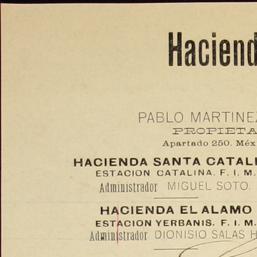 Haciend
PABLO MARTINEZ
PROPIETA
Apartado 250. Méx
HACIENDA SANTA CATALI
ESTACION CATALINA. F. I. M.
Administrador MIGUEL SOTO.
HACIENDA EL ALAMO
ESTACION YERBANIS. F. I. M.
Administrador DIONISIO SALAS H